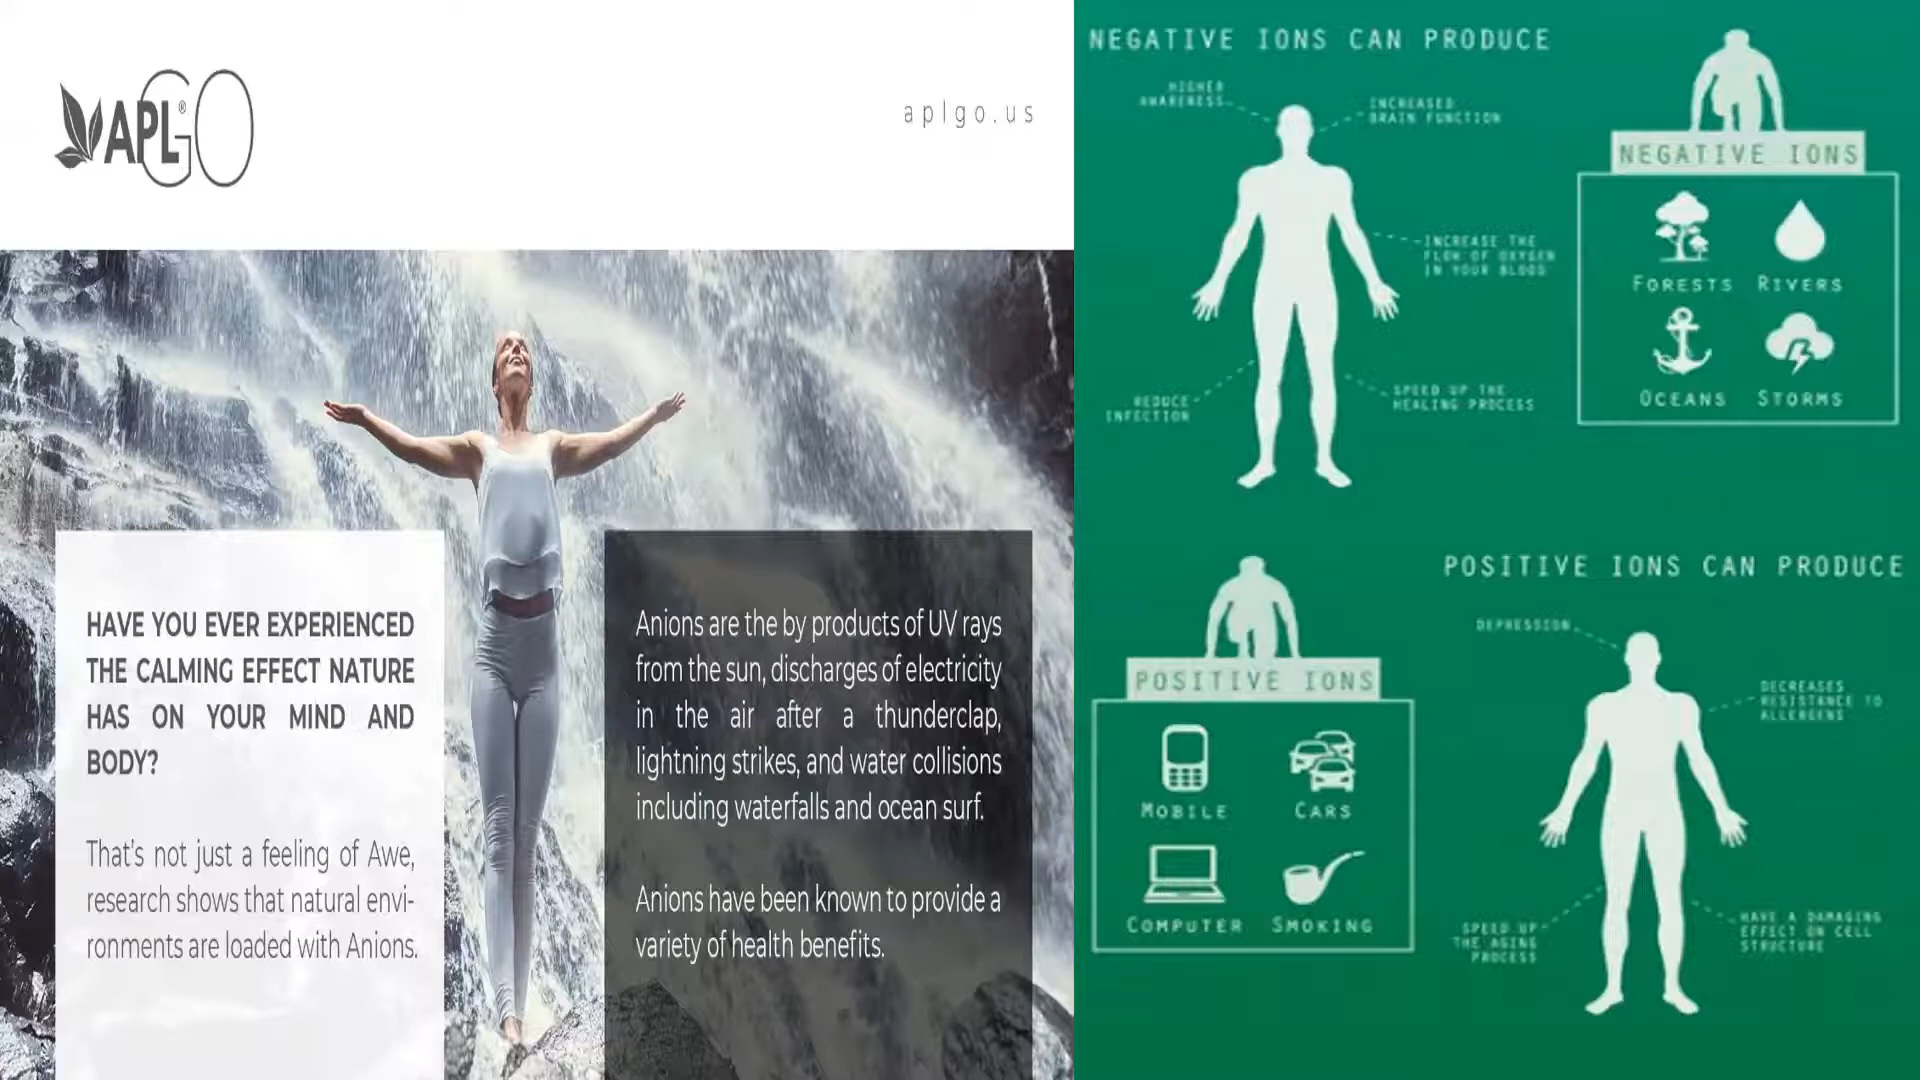 APLGO®
aplgo.us
HAVE YOU EVER EXPERIENCED
THE CALMING EFFECT NATURE
HAS ON YOUR MIND AND
BODY?
That's not just a feeling of Awe,
research shows that natural envi-
ronments are loaded with Anions.
Anions are the by products of UV rays
from the sun, discharges of electricity
in the air after a thunderclap,
lightning strikes, and water collisions
including waterfalls and ocean surf.
Anions have been known to provide a
variety of health benefits.
NEGATIVE IONS CAN PRODUCE
HIGHER
AWARENESS
INCREASED
BRAIN FUNCTION
INCREASE THE
FLOW OF OXYGEN
IN YOUR BLOOD
REDUCE
INFECTION
SPEED UP THE
HEALING PROCESS
NEGATIVE IONS
FORESTS
RIVERS
OCEANS
STORMS
POSITIVE IONS
MOBILE
CARS
COMPUTER
SMOKING
POSITIVE IONS CAN PRODUCE
DEPRESSION
DECREASES
RESISTANCE TO
ALLERGENS
SPEED UP
THE AGING
PROCESS
HAVE A DAMAGING
EFFECT ON CELL
STRUCTURE